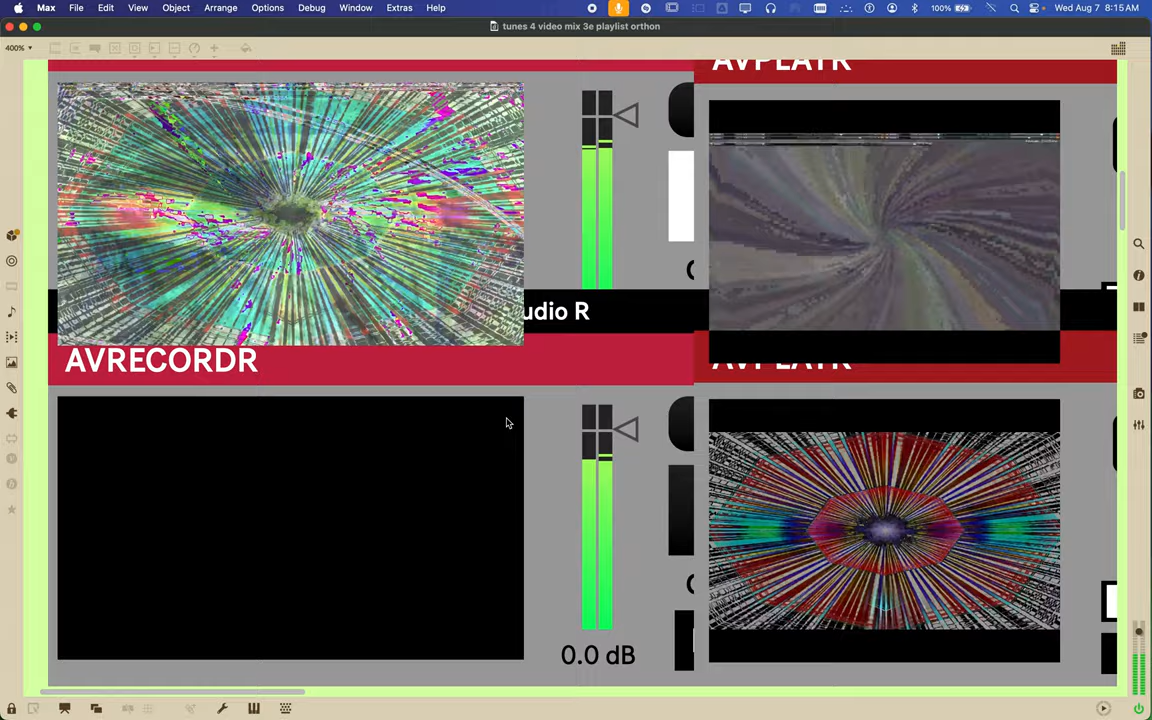 Max File Edit View Object Arrange Options Debug Window Extras Help 100% Wed Aug 7 8:15 AM
tunes 4 video mix 3e playlist orthon
400%
AVPLAYR
udio R
AVRECORDR
AVPLAYR
0.0 dB